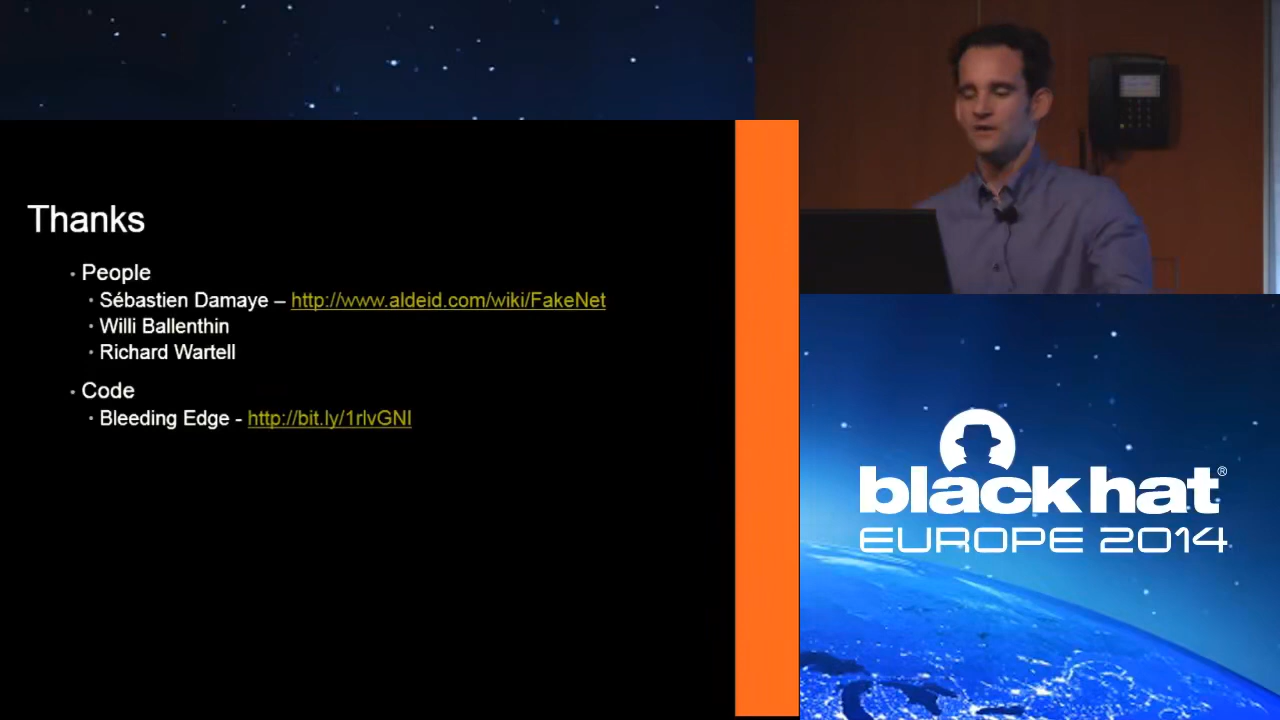 Thanks
• People
• Sébastien Damaye – http://www.aldeid.com/wiki/FakeNet
• Willi Ballenthin
• Richard Wartell
• Code
• Bleeding Edge - http://bit.ly/1rlvGNI
black hat®
EUROPE 2014